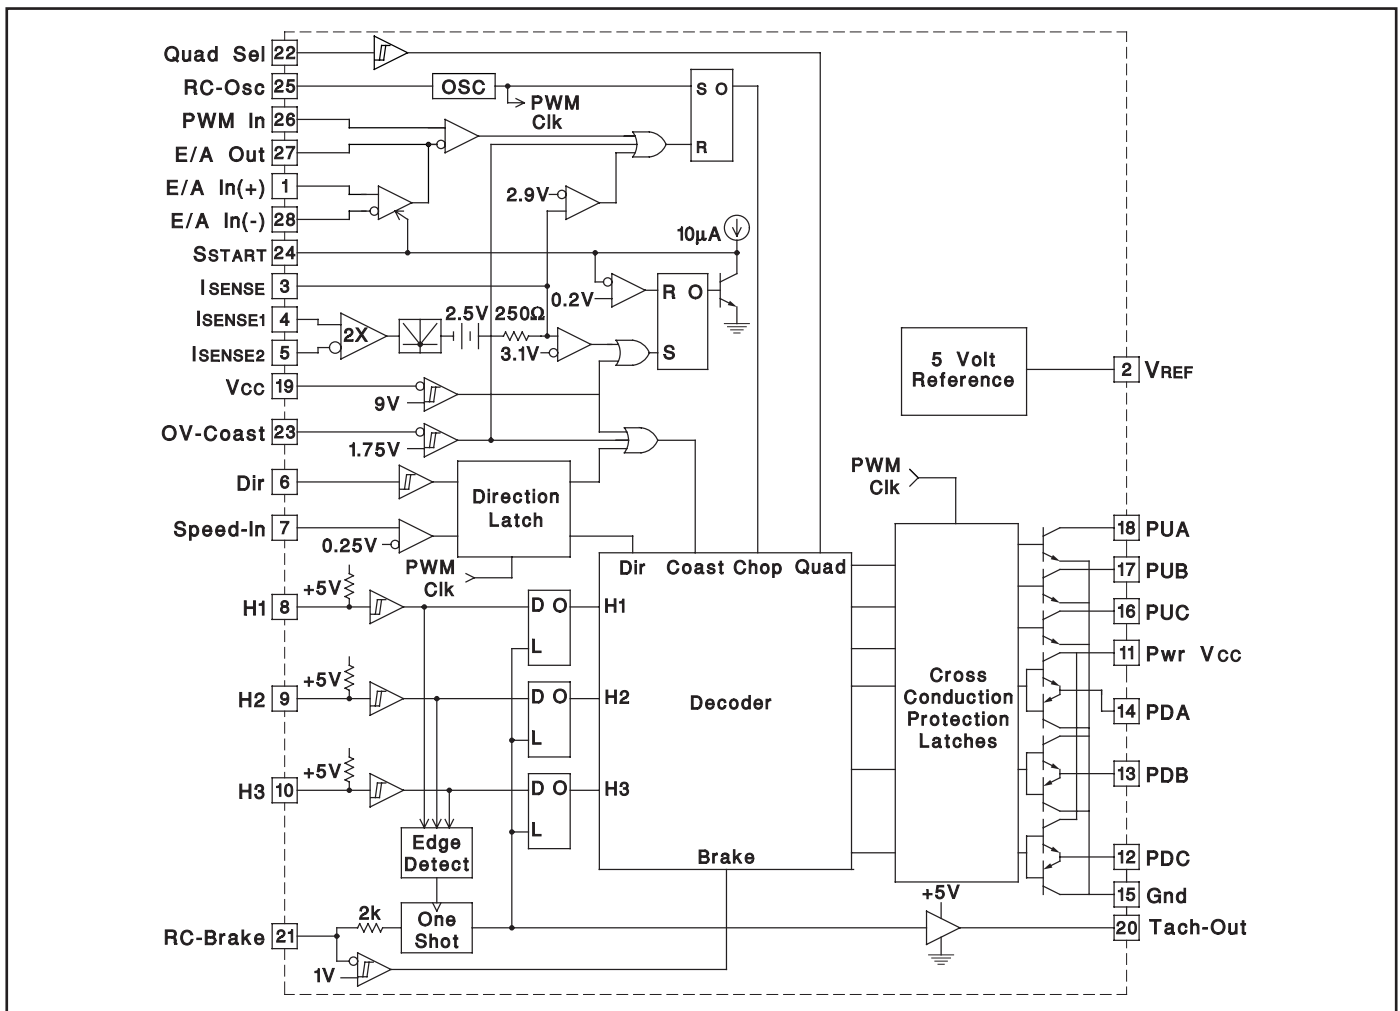 Quad Sel 22
RC-Osc 25
OSC
S O
PWM
Clk
PWM In 26
E/A Out 27
R
E/A In(+) 1
2.9V
E/A In(-) 28
10µA
SSTART 24
ISENSE 3
0.2V
R O
ISENSE1 4
2X
2.5V
250Ω
3.1V
S
ISENSE2 5
5 Volt
Reference
2 VREF
VCC 19
9V
OV-Coast 23
1.75V
Dir 6
Direction
Latch
PWM
Clk
Speed-In 7
0.25V
PWM
Clk
Dir Coast Chop Quad
18 PUA
17 PUB
16 PUC
11 Pwr VCC
14 PDA
13 PDB
12 PDC
15 Gnd
+5V
H1 8
D O
L
H1
+5V
H2 9
D O
L
H2
Decoder
Cross
Conduction
Protection
Latches
+5V
H3 10
D O
L
H3
Edge
Detect
Brake
+5V
RC-Brake 21
2k
One
Shot
1V
20 Tach-Out